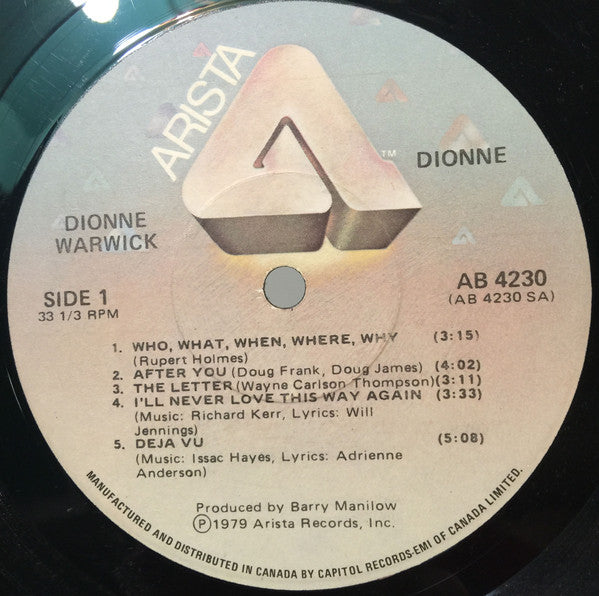 ARISTA
TM
DIONNE
DIONNE
WARWICK
SIDE 1
33 1/3 RPM
AB 4230
(AB 4230 SA)
1. WHO, WHAT, WHEN, WHERE, WHY (3:15)
(Rupert Holmes)
2. AFTER YOU (Doug Frank, Doug James) (4:02)
3. THE LETTER (Wayne Carlson Thompson) (3:11)
4. I'LL NEVER LOVE THIS WAY AGAIN (3:33)
(Music: Richard Kerr, Lyrics: Will
Jennings)
5. DEJA VU (5:08)
(Music: Issac Hayes, Lyrics: Adrienne
Anderson)
Produced by Barry Manilow
Ⓟ1979 Arista Records, Inc.
MANUFACTURED AND DISTRIBUTED IN CANADA BY CAPITOL RECORDS-EMI OF CANADA LIMITED.